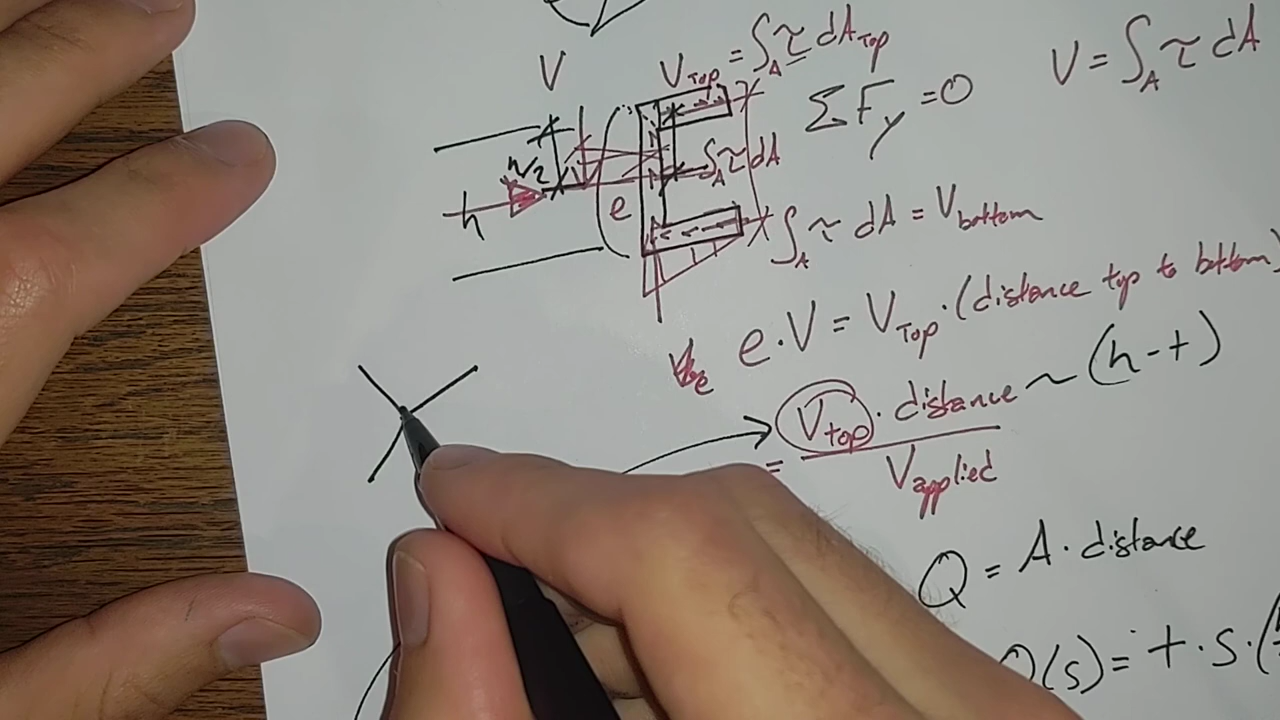 V
V_Top = ∫_A τ dA_Top
V = ∫_A τ dA
ΣF_y = 0
h/2
h
e
∫_A τ dA
∫_A τ dA = V_bottom
e · V = V_Top · (distance top to bottom)
e
V_top · distance ~ (h-t)
=
V_applied
Q = A · distance
Q(s) = t · s · (